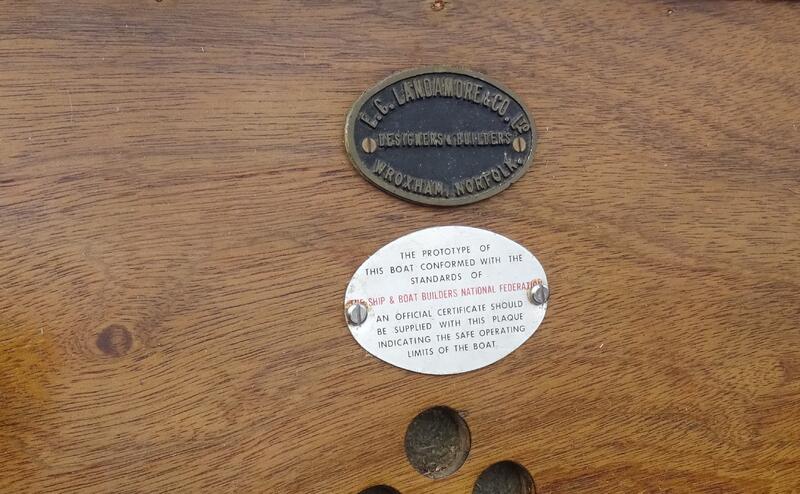 E.C. LANDAMORE & CO. LTD
DESIGNERS & BUILDERS
WROXHAM, NORFOLK.
THE PROTOTYPE OF
THIS BOAT CONFORMED WITH THE
STANDARDS OF
THE SHIP & BOAT BUILDERS NATIONAL FEDERATION
AN OFFICIAL CERTIFICATE SHOULD
BE SUPPLIED WITH THIS PLAQUE
INDICATING THE SAFE OPERATING
LIMITS OF THE BOAT.